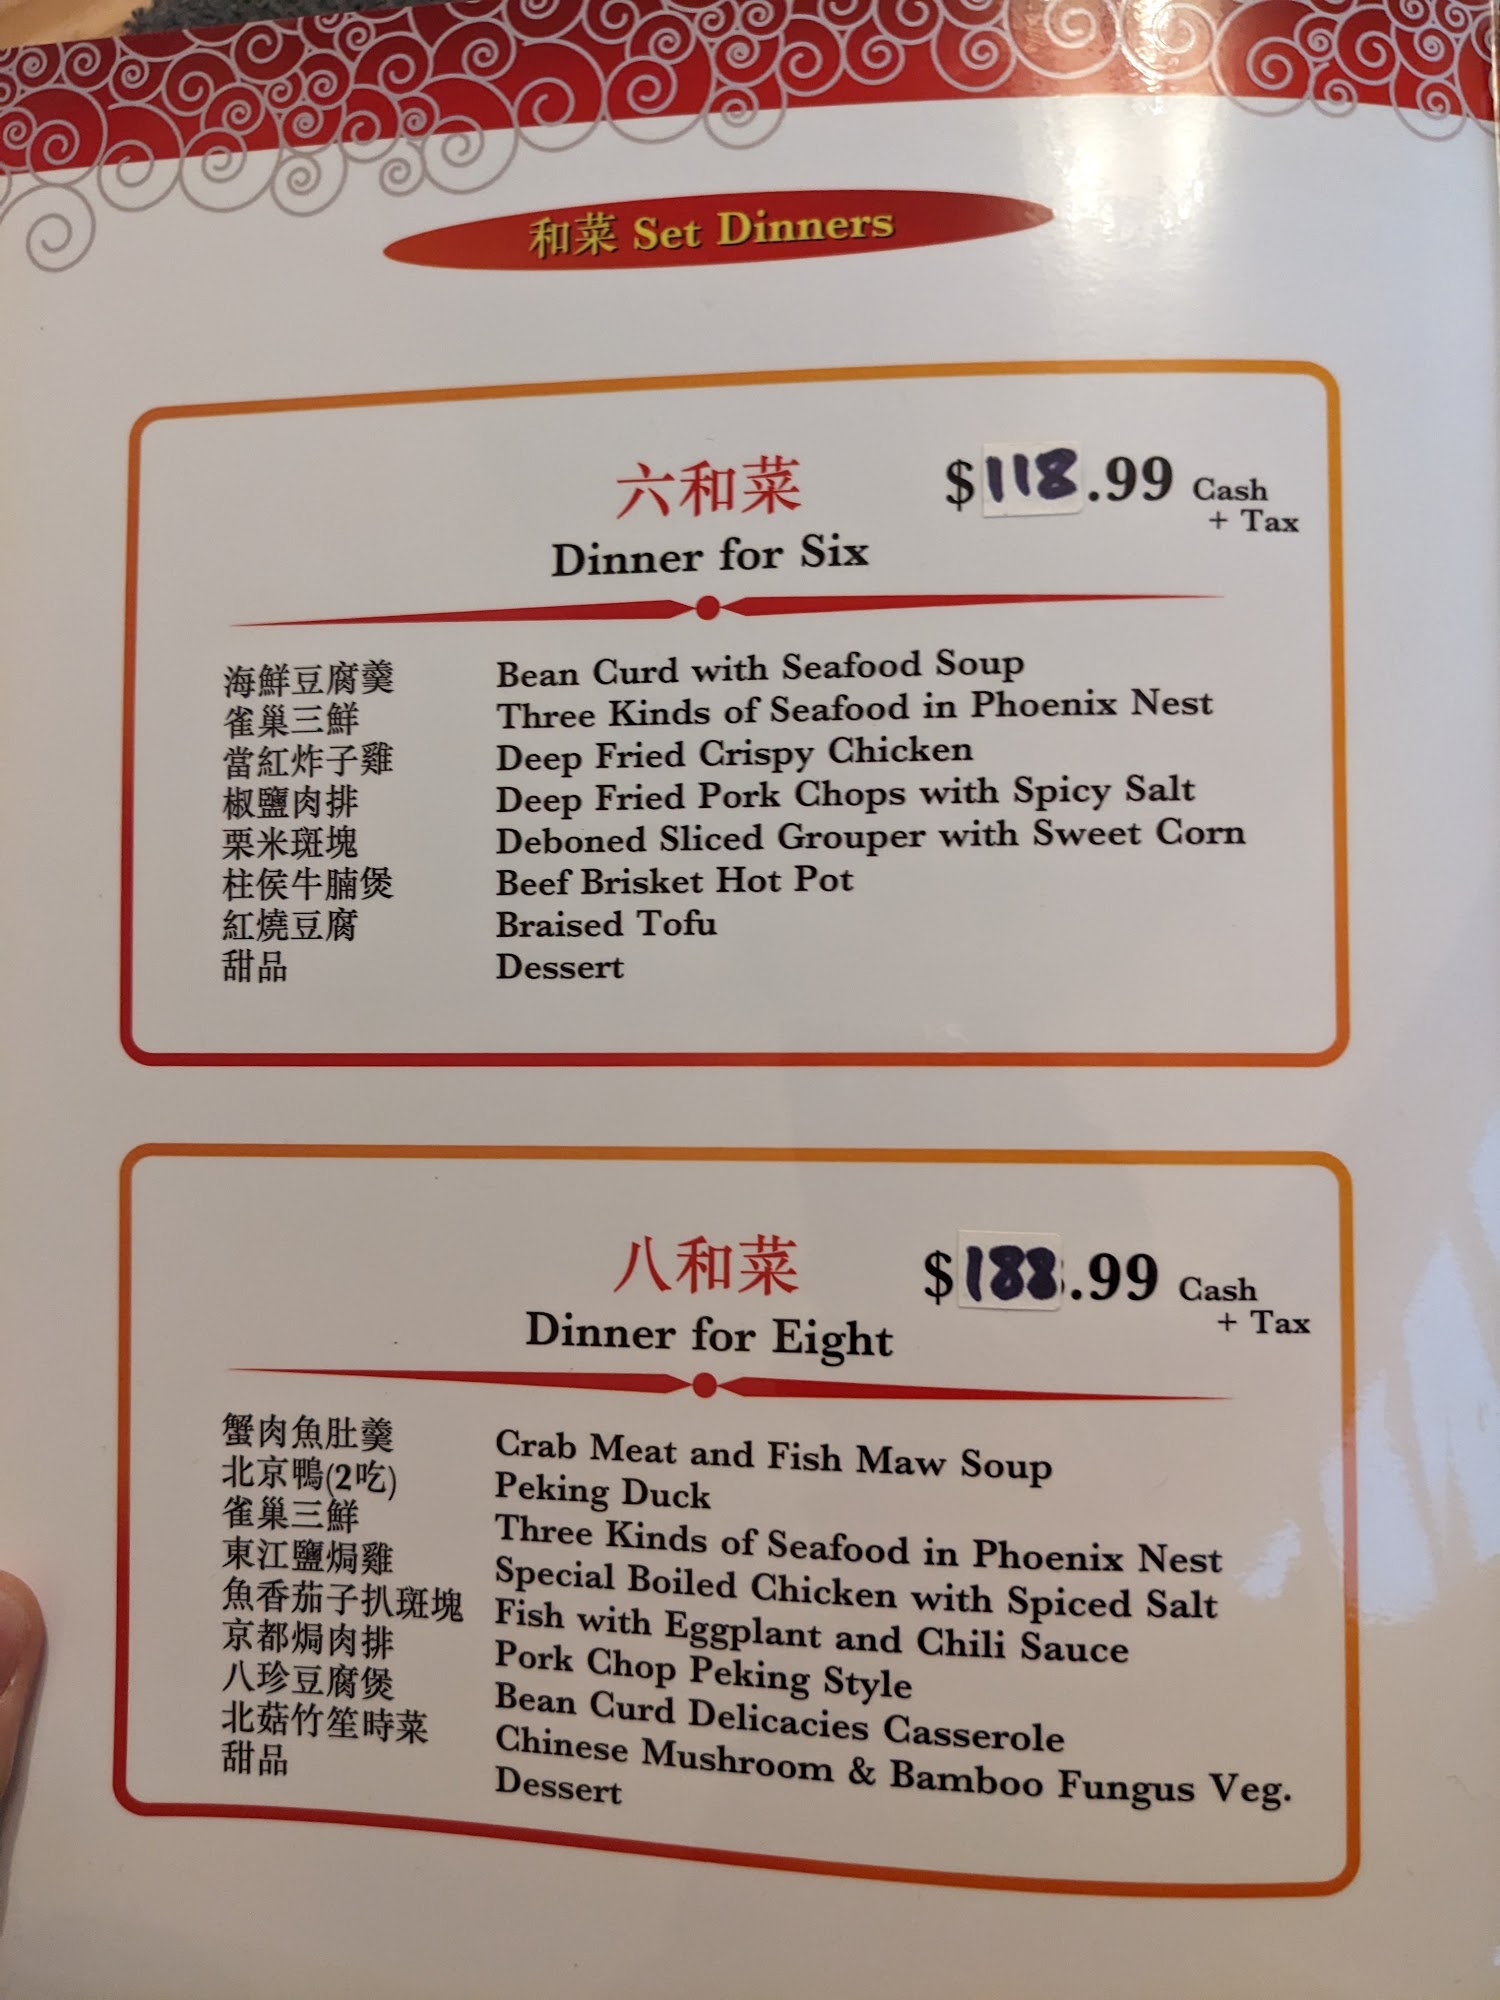 和菜 Set Dinners
六和菜 $118.99 Cash
+ Tax
Dinner for Six
海鮮豆腐羹 Bean Curd with Seafood Soup
雀巢三鮮 Three Kinds of Seafood in Phoenix Nest
當紅炸子雞 Deep Fried Crispy Chicken
椒鹽肉排 Deep Fried Pork Chops with Spicy Salt
粟米斑塊 Deboned Sliced Grouper with Sweet Corn
柱侯牛腩煲 Beef Brisket Hot Pot
紅燒豆腐 Braised Tofu
甜品 Dessert
八和菜 $188.99 Cash
+ Tax
Dinner for Eight
蟹肉魚肚羹 Crab Meat and Fish Maw Soup
北京鴨(2吃) Peking Duck
雀巢三鮮 Three Kinds of Seafood in Phoenix Nest
東江鹽焗雞 Special Boiled Chicken with Spiced Salt
魚香茄子扒斑塊 Fish with Eggplant and Chili Sauce
京都焗肉排 Pork Chop Peking Style
八珍豆腐煲 Bean Curd Delicacies Casserole
北菇竹笙時菜 Chinese Mushroom & Bamboo Fungus Veg.
甜品 Dessert